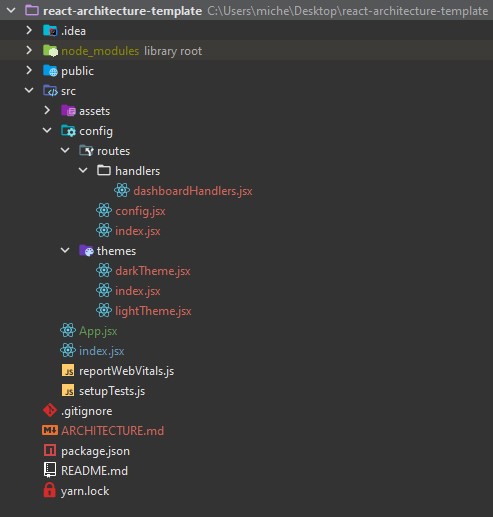 react-architecture-template C:\Users\miche\Desktop\react-architecture-template
.idea
node_modules library root
public
src
assets
config
routes
handlers
dashboardHandlers.jsx
config.jsx
index.jsx
themes
darkTheme.jsx
index.jsx
lightTheme.jsx
App.jsx
index.jsx
reportWebVitals.js
setupTests.js
.gitignore
ARCHITECTURE.md
package.json
README.md
yarn.lock